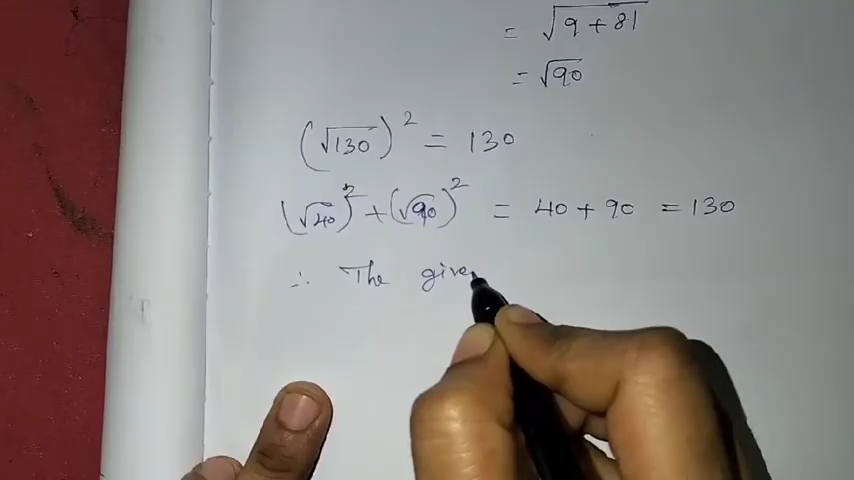 = √9 + 81
= √90
(√130)² = 130
(√40)² + (√90)² = 40 + 90 = 130
∴ The give